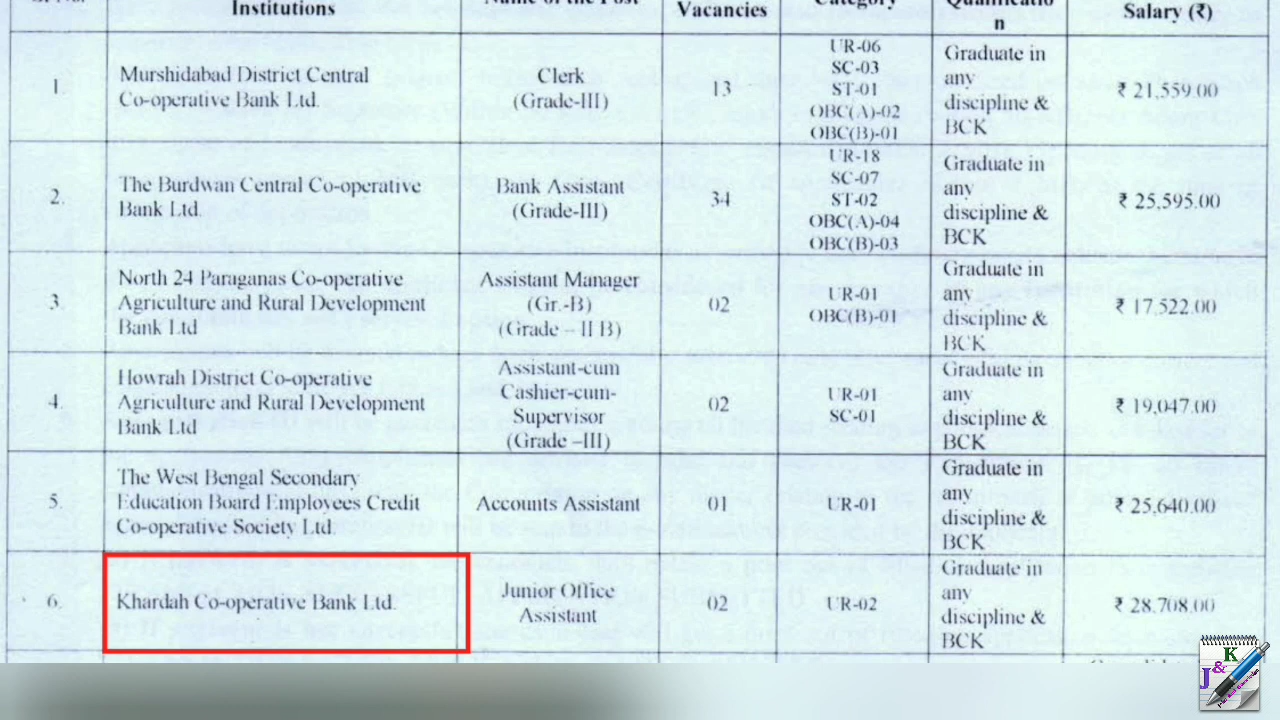 Institutions
Vacancies
Category
Qualificatio
n
Salary (₹)
1.
Murshidabad District Central
Co-operative Bank Ltd.
Clerk
(Grade-III)
13
UR-06
SC-03
ST-01
OBC(A)-02
OBC(B)-01
Graduate in
any
discipline &
BCK
₹ 21,559.00
2.
The Burdwan Central Co-operative
Bank Ltd.
Bank Assistant
(Grade-III)
34
UR-18
SC-07
ST-02
OBC(A)-04
OBC(B)-03
Graduate in
any
discipline &
BCK
₹ 25,595.00
3.
North 24 Paraganas Co-operative
Agriculture and Rural Development
Bank Ltd
Assistant Manager
(Gr.-B)
(Grade – II B)
02
UR-01
OBC(B)-01
Graduate in
any
discipline &
BCK
₹ 17,522.00
4.
Howrah District Co-operative
Agriculture and Rural Development
Bank Ltd
Assistant-cum
Cashier-cum-
Supervisor
(Grade –III)
02
UR-01
SC-01
Graduate in
any
discipline &
BCK
₹ 19,047.00
5.
The West Bengal Secondary
Education Board Employees Credit
Co-operative Society Ltd.
Accounts Assistant
01
UR-01
Graduate in
any
discipline &
BCK
₹ 25,640.00
6.
Khardah Co-operative Bank Ltd.
Junior Office
Assistant
02
UR-02
Graduate in
any
discipline &
BCK
₹ 28,708.00
J&K